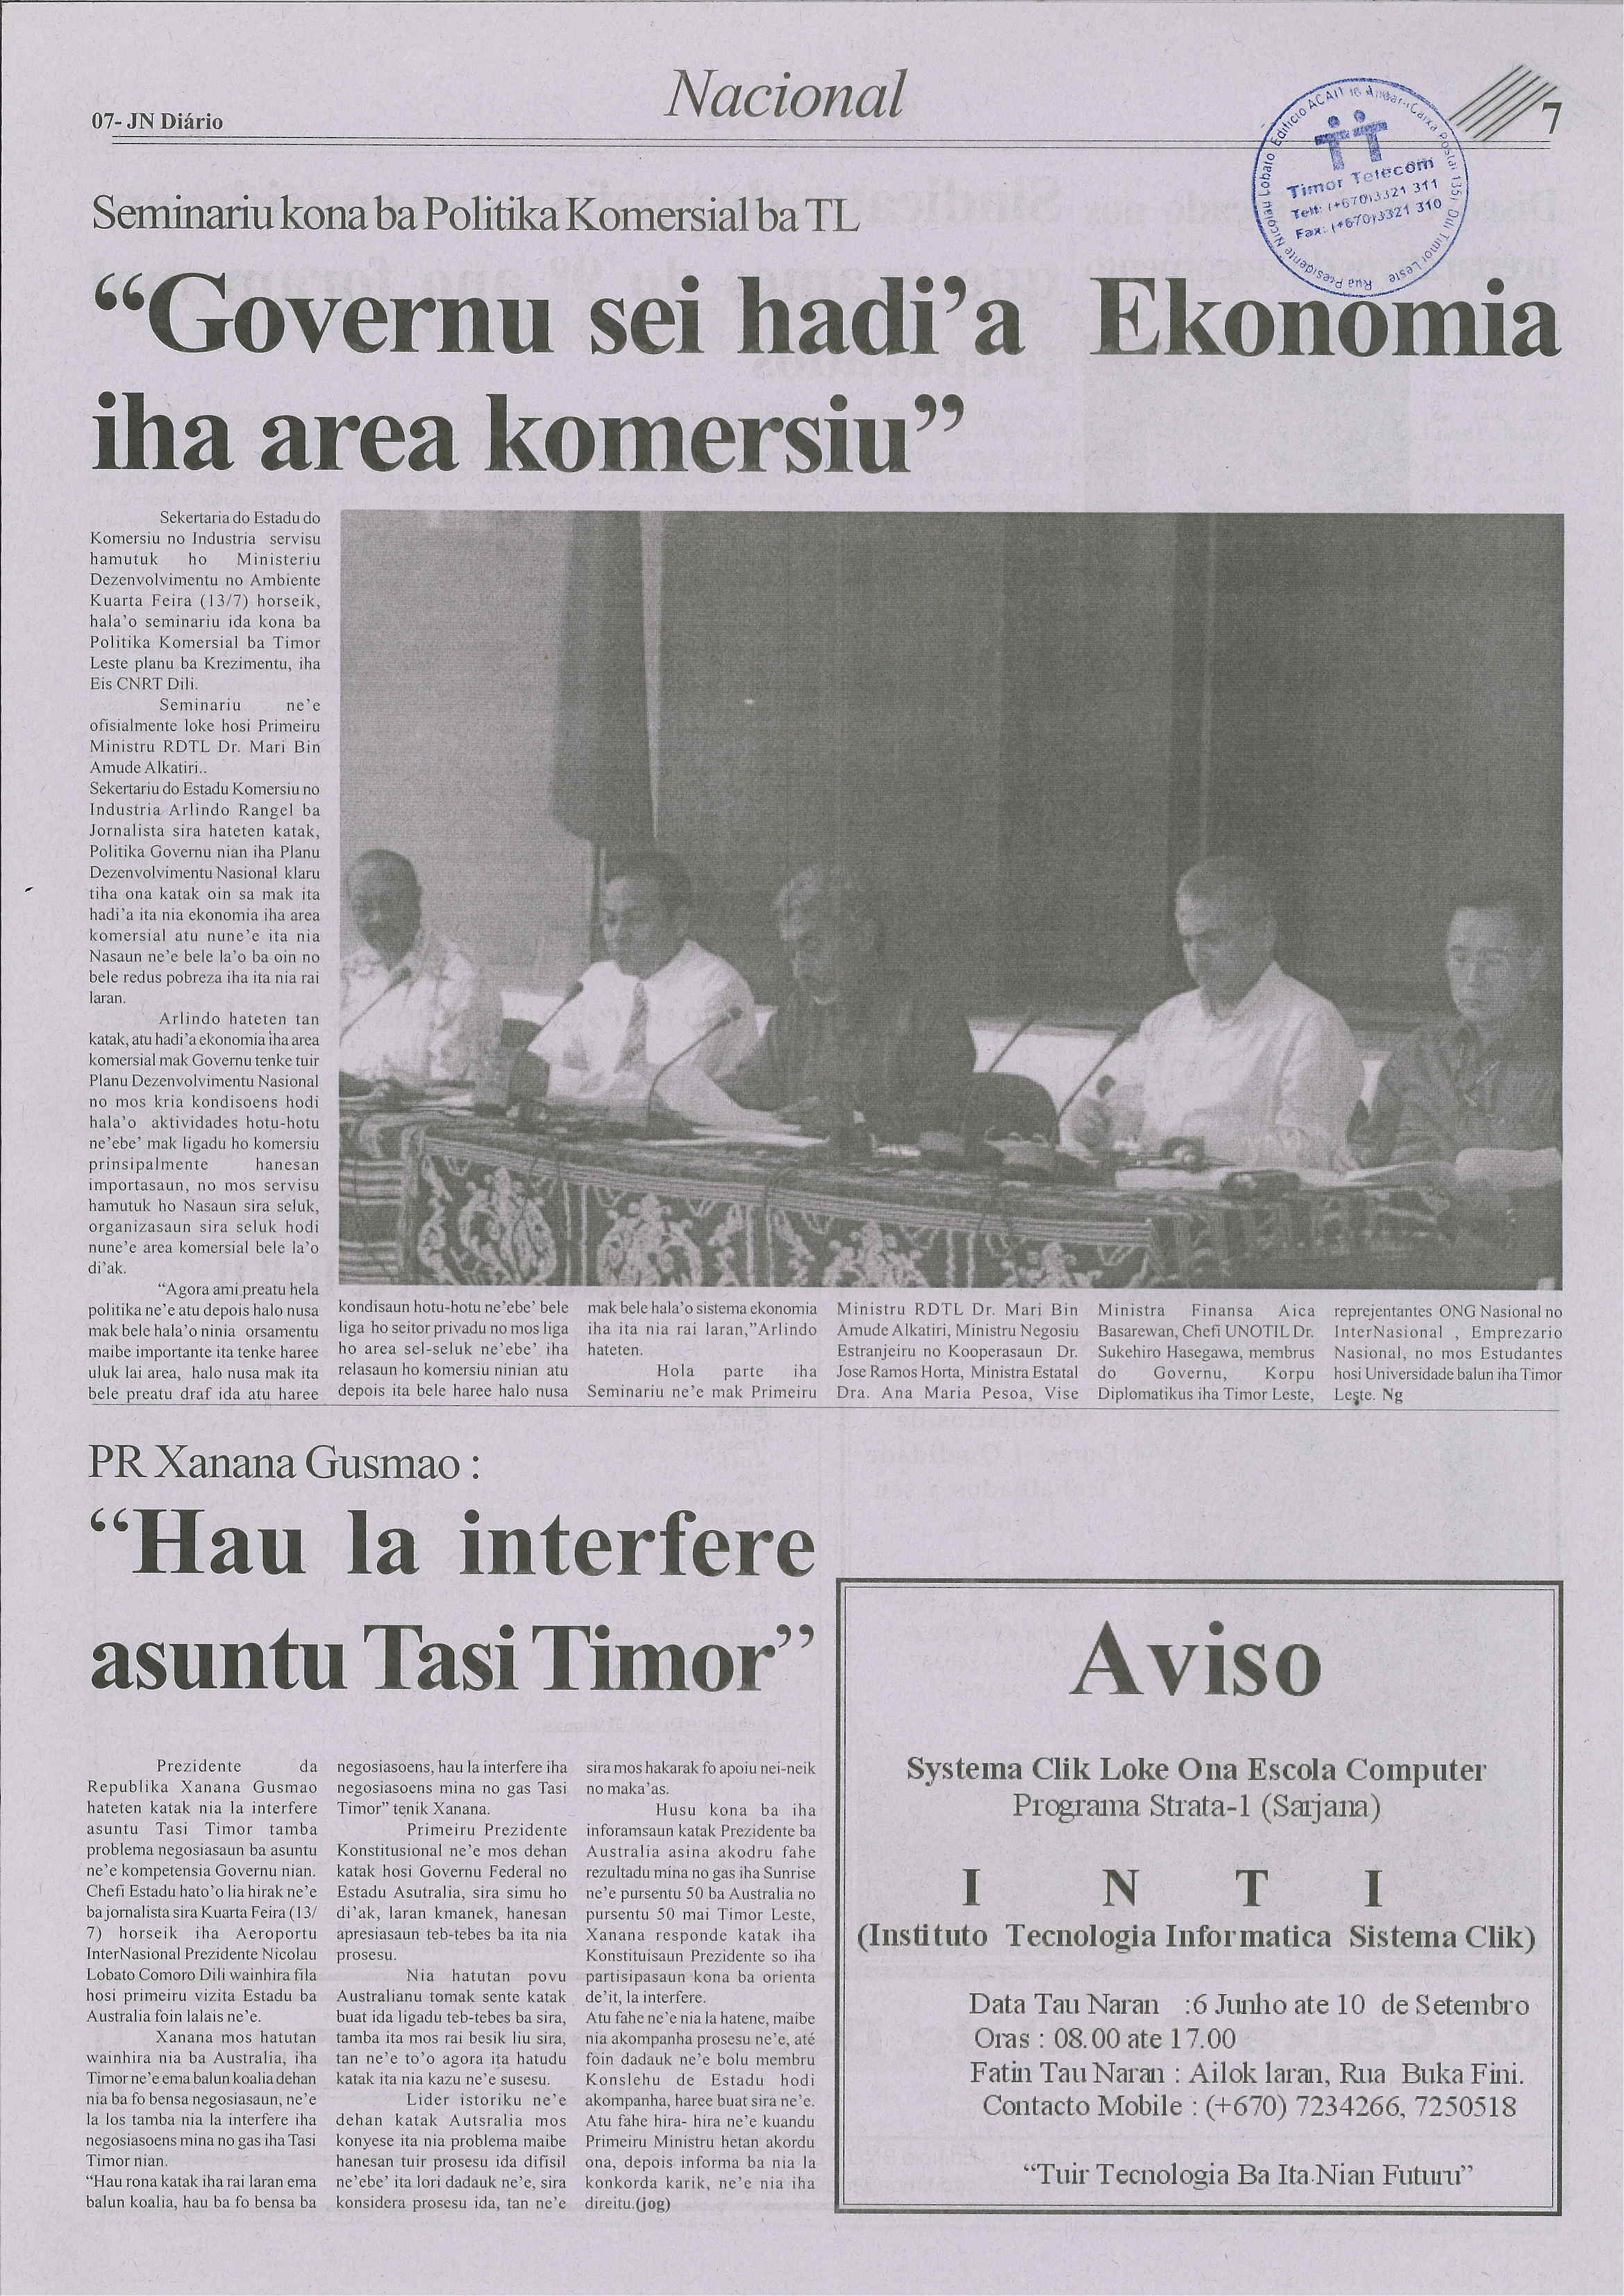 07- JN Diário
Nacional
7
Edificio ACAIT
Caixa Postal 135
Dili Timor Leste
Rua Presidente Nicolau Lobato
Timor Telecom
Telf: (+670)3321 311
Fax: (+670)3321 310
Seminariu kona ba Politika Komersial ba TL
“Governu sei hadi’a Ekonomia
iha area komersiu”
Sekertaria do Estadu do
Komersiu no Industria servisu
hamutuk ho Ministeriu
Dezenvolvimentu no Ambiente
Kuarta Feira (13/7) horseik,
hala’o seminariu ida kona ba
Politika Komersial ba Timor
Leste planu ba Krezimentu, iha
Eis CNRT Dili.
Seminariu ne’e
ofisialmente loke hosi Primeiru
Ministru RDTL Dr. Mari Bin
Amude Alkatiri..
Sekertariu do Estadu Komersiu no
Industria Arlindo Rangel ba
Jornalista sira hateten katak,
Politika Governu nian iha Planu
Dezenvolvimentu Nasional klaru
tiha ona katak oin sa mak ita
hadi’a ita nia ekonomia iha area
komersial atu nune’e ita nia
Nasaun ne’e bele la’o ba oin no
bele redus pobreza iha ita nia rai
laran.
Arlindo hateten tan
katak, atu hadi’a ekonomia iha area
komersial mak Governu tenke tuir
Planu Dezenvolvimentu Nasional
no mos kria kondisoens hodi
hala’o aktividades hotu-hotu
ne’ebe’ mak ligadu ho komersiu
prinsipalmente hanesan
importasaun, no mos servisu
hamutuk ho Nasaun sira seluk,
organizasaun sira seluk hodi
nune’e area komersial bele la’o
di’ak.
“Agora ami preatu hela
politika ne’e atu depois halo nusa
mak bele hala’o ninia orsamentu
maibe importante ita tenke haree
uluk lai area, halo nusa mak ita
bele preatu draf ida atu haree
kondisaun hotu-hotu ne’ebe’ bele
liga ho seitor privadu no mos liga
ho area sel-seluk ne’ebe’ iha
relasaun ho komersiu ninian atu
depois ita bele haree halo nusa
mak bele hala’o sistema ekonomia
iha ita nia rai laran,”Arlindo
hateten.
Hola parte iha
Seminariu ne’e mak Primeiru
Ministru RDTL Dr. Mari Bin
Amude Alkatiri, Ministru Negosiu
Estranjeiru no Kooperasaun Dr.
Jose Ramos Horta, Ministra Estatal
Dra. Ana Maria Pesoa, Vise
Ministra Finansa Aica
Basarewan, Chefi UNOTIL Dr.
Sukehiro Hasegawa, membrus
do Governu, Korpu
Diplomatikus iha Timor Leste,
reprejentantes ONG Nasional no
InterNasional , Emprezario
Nasional, no mos Estudantes
hosi Universidade balun iha Timor
Leste. Ng
PR Xanana Gusmao :
“Hau la interfere
asuntu Tasi Timor”
Prezidente da
Republika Xanana Gusmao
hateten katak nia la interfere
asuntu Tasi Timor tamba
problema negosiasaun ba asuntu
ne’e kompetensia Governu nian.
Chefi Estadu hato’o lia hirak ne’e
ba jornalista sira Kuarta Feira (13/
7) horseik iha Aeroportu
InterNasional Prezidente Nicolau
Lobato Comoro Dili wainhira fila
hosi primeiru vizita Estadu ba
Australia foin lalais ne’e.
Xanana mos hatutan
wainhira nia ba Australia, iha
Timor ne’e ema balun koalia dehan
nia ba fo bensa negosiasaun, ne’e
la los tamba nia la interfere iha
negosiasoens mina no gas iha Tasi
Timor nian.
“Hau rona katak iha rai laran ema
balun koalia, hau ba fo bensa ba
negosiasoens, hau la interfere iha
negosiasoens mina no gas Tasi
Timor” tenik Xanana.
Primeiru Prezidente
Konstitusional ne’e mos dehan
katak hosi Governu Federal no
Estadu Asutralia, sira simu ho
di’ak, laran kmanek, hanesan
apresiasaun teb-tebes ba ita nia
prosesu.
Nia hatutan povu
Australianu tomak sente katak
buat ida ligadu teb-tebes ba sira,
tamba ita mos rai besik liu sira,
tan ne’e to’o agora ita hatudu
katak ita nia kazu ne’e susesu.
Lider istoriku ne’e
dehan katak Autsralia mos
konyese ita nia problema maibe
hanesan tuir prosesu ida difisil
ne’ebe’ ita lori dadauk ne’e, sira
konsidera prosesu ida, tan ne’e
sira mos hakarak fo apoiu nei-neik
no maka’as.
Husu kona ba iha
inforamsaun katak Prezidente ba
Australia asina akodru fahe
rezultadu mina no gas iha Sunrise
ne’e pursentu 50 ba Australia no
pursentu 50 mai Timor Leste,
Xanana responde katak iha
Konstituisaun Prezidente so iha
partisipasaun kona ba orienta
de’it, la interfere.
Atu fahe ne’e nia la hatene, maibe
nia akompanha prosesu ne’e, até
foin dadauk ne’e bolu membru
Konslehu de Estadu hodi
akompanha, haree buat sira ne’e.
Atu fahe hira- hira ne’e kuandu
Primeiru Ministru hetan akordu
ona, depois informa ba nia la
konkorda karik, ne’e nia iha
direitu.(jog)
Aviso
Systema Clik Loke Ona Escola Computer
Programa Strata-1 (Sarjana)
I N T I
(Instituto Tecnologia Informatica Sistema Clik)
Data Tau Naran :6 Junho ate 10 de Setembro
Oras : 08.00 ate 17.00
Fatin Tau Naran : Ailok laran, Rua Buka Fini.
Contacto Mobile : (+670) 7234266, 7250518
“Tuir Tecnologia Ba Ita Nian Futuru”